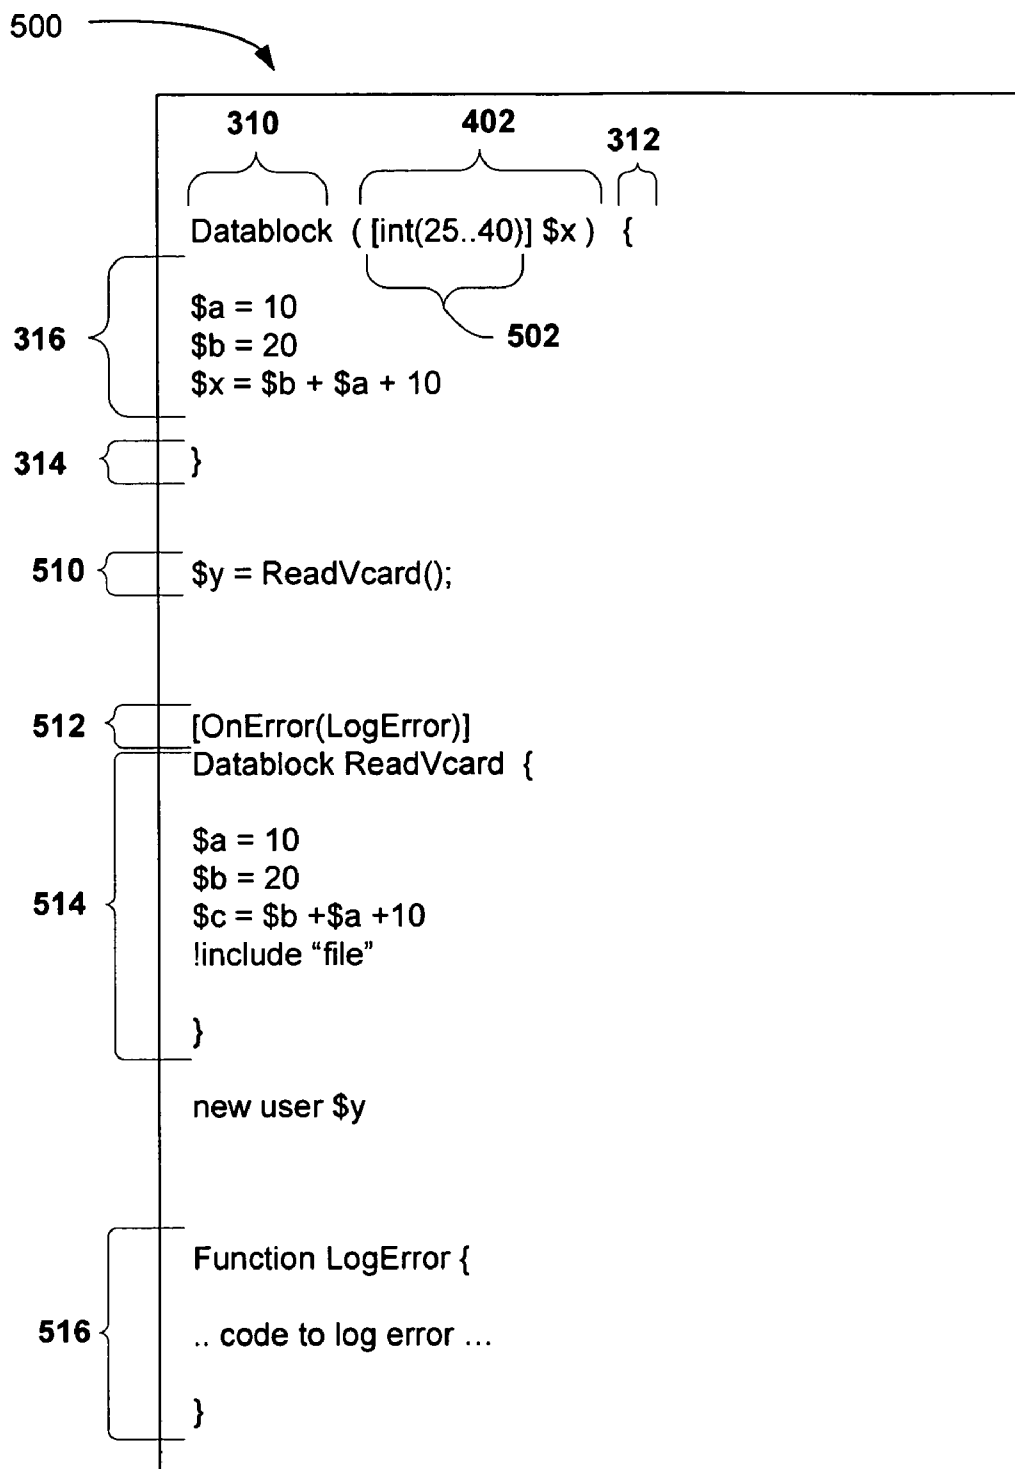 500
310 402 312
Datablock ( [int(25..40)] $x ) {
$a = 10
316 $b = 20 502
$x = $b + $a + 10
314 }
510 $y = ReadVcard();
512 [OnError(LogError)]
Datablock ReadVcard {
$a = 10
$b = 20
514 $c = $b +$a +10
!include “file”
}
new user $y
Function LogError {
516 .. code to log error ...
}